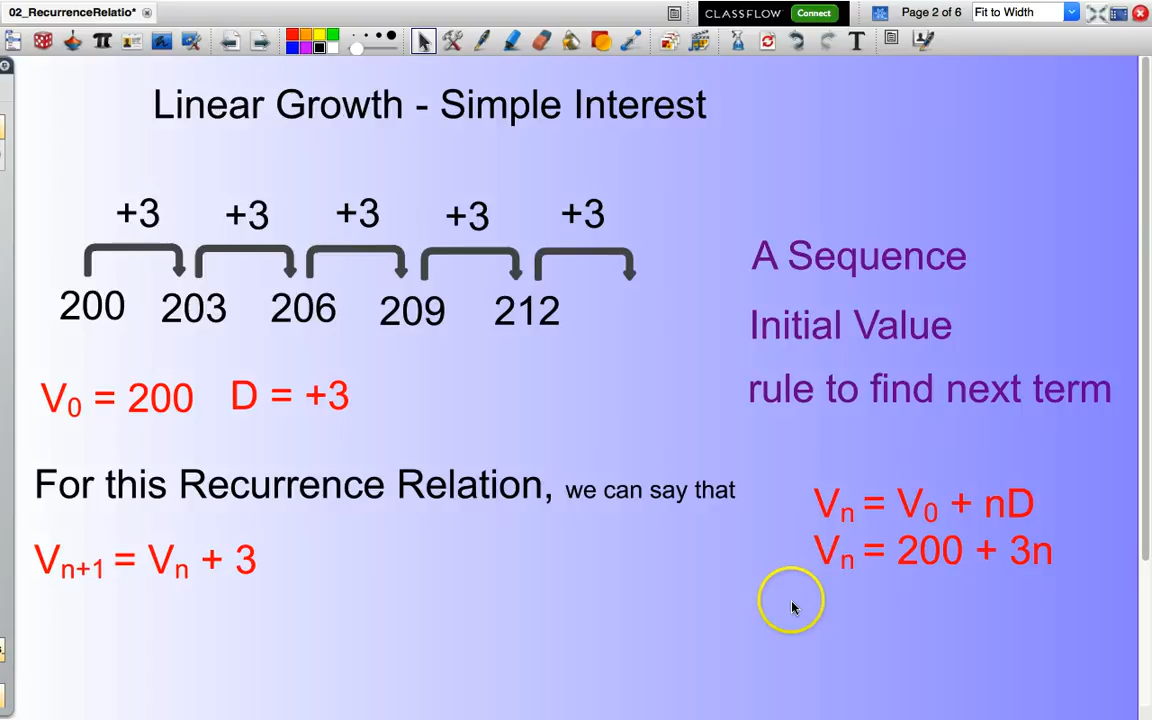 02_RecurrenceRelatio*
CLASSFLOW Connect
Page 2 of 6
Fit to Width
Linear Growth - Simple Interest
+3 +3 +3 +3 +3
200 203 206 209 212
A Sequence
Initial Value
rule to find next term
V₀ = 200 D = +3
For this Recurrence Relation, we can say that
Vₙ₊₁ = Vₙ + 3
Vₙ = V₀ + nD
Vₙ = 200 + 3n